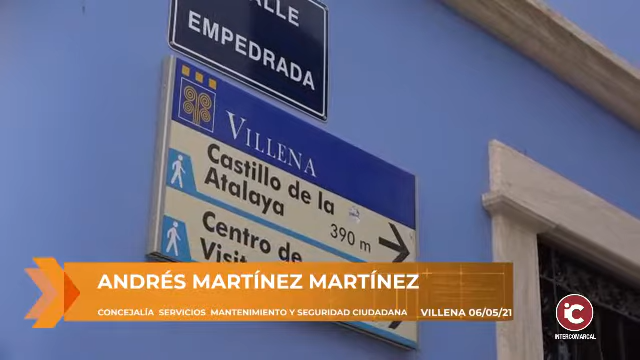 CALLE
EMPEDRADA
VILLENA
Castillo de la
Atalaya
390 m
Centro de
ANDRÉS MARTÍNEZ MARTÍNEZ
CONCEJALÍA SERVICIOS MANTENIMIENTO Y SEGURIDAD CIUDADANA
VILLENA 06/05/21
INTERCOMARCAL